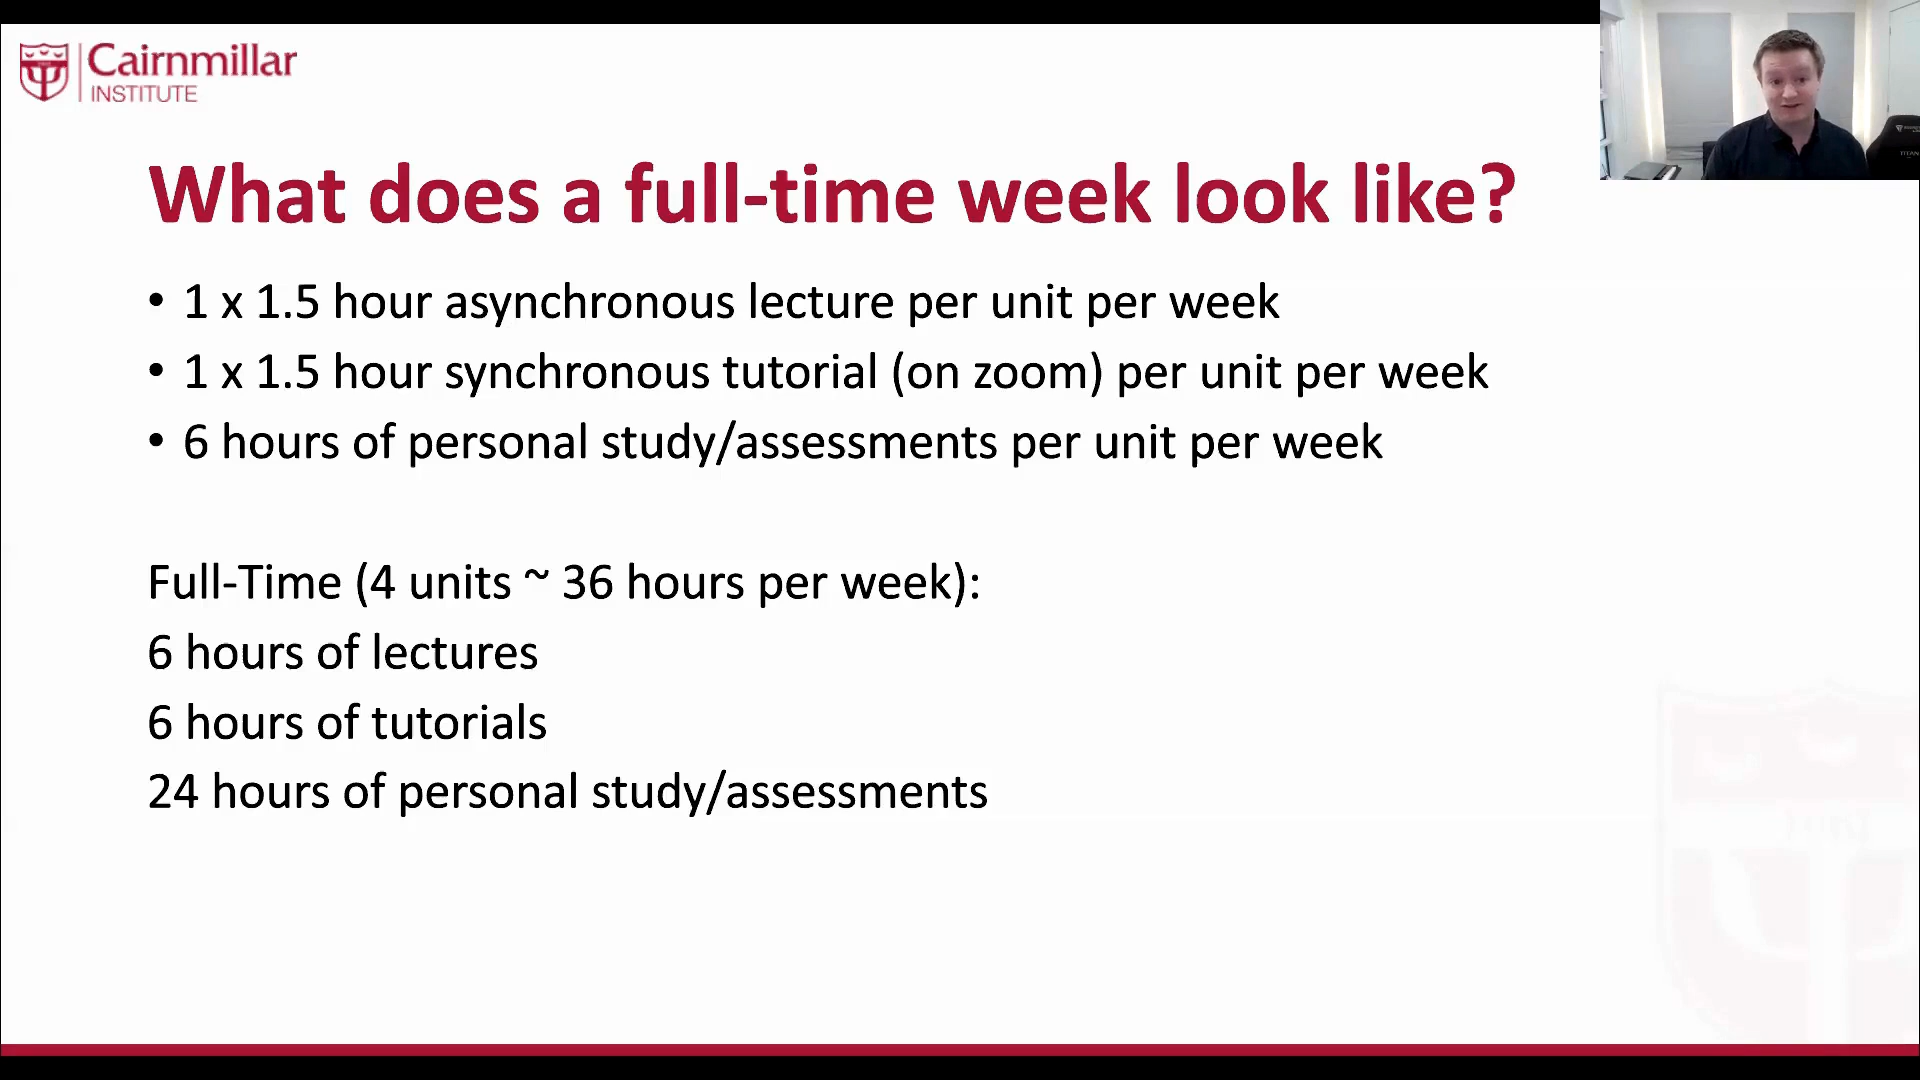 Cairnmillar
INSTITUTE
What does a full-time week look like?
• 1 x 1.5 hour asynchronous lecture per unit per week
• 1 x 1.5 hour synchronous tutorial (on zoom) per unit per week
• 6 hours of personal study/assessments per unit per week
Full-Time (4 units ~ 36 hours per week):
6 hours of lectures
6 hours of tutorials
24 hours of personal study/assessments
TITAN